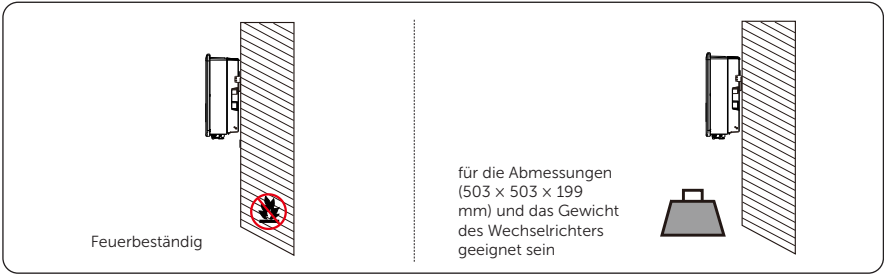 Feuerbeständig
für die Abmessungen
(503 × 503 × 199
mm) und das Gewicht
des Wechselrichters
geeignet sein